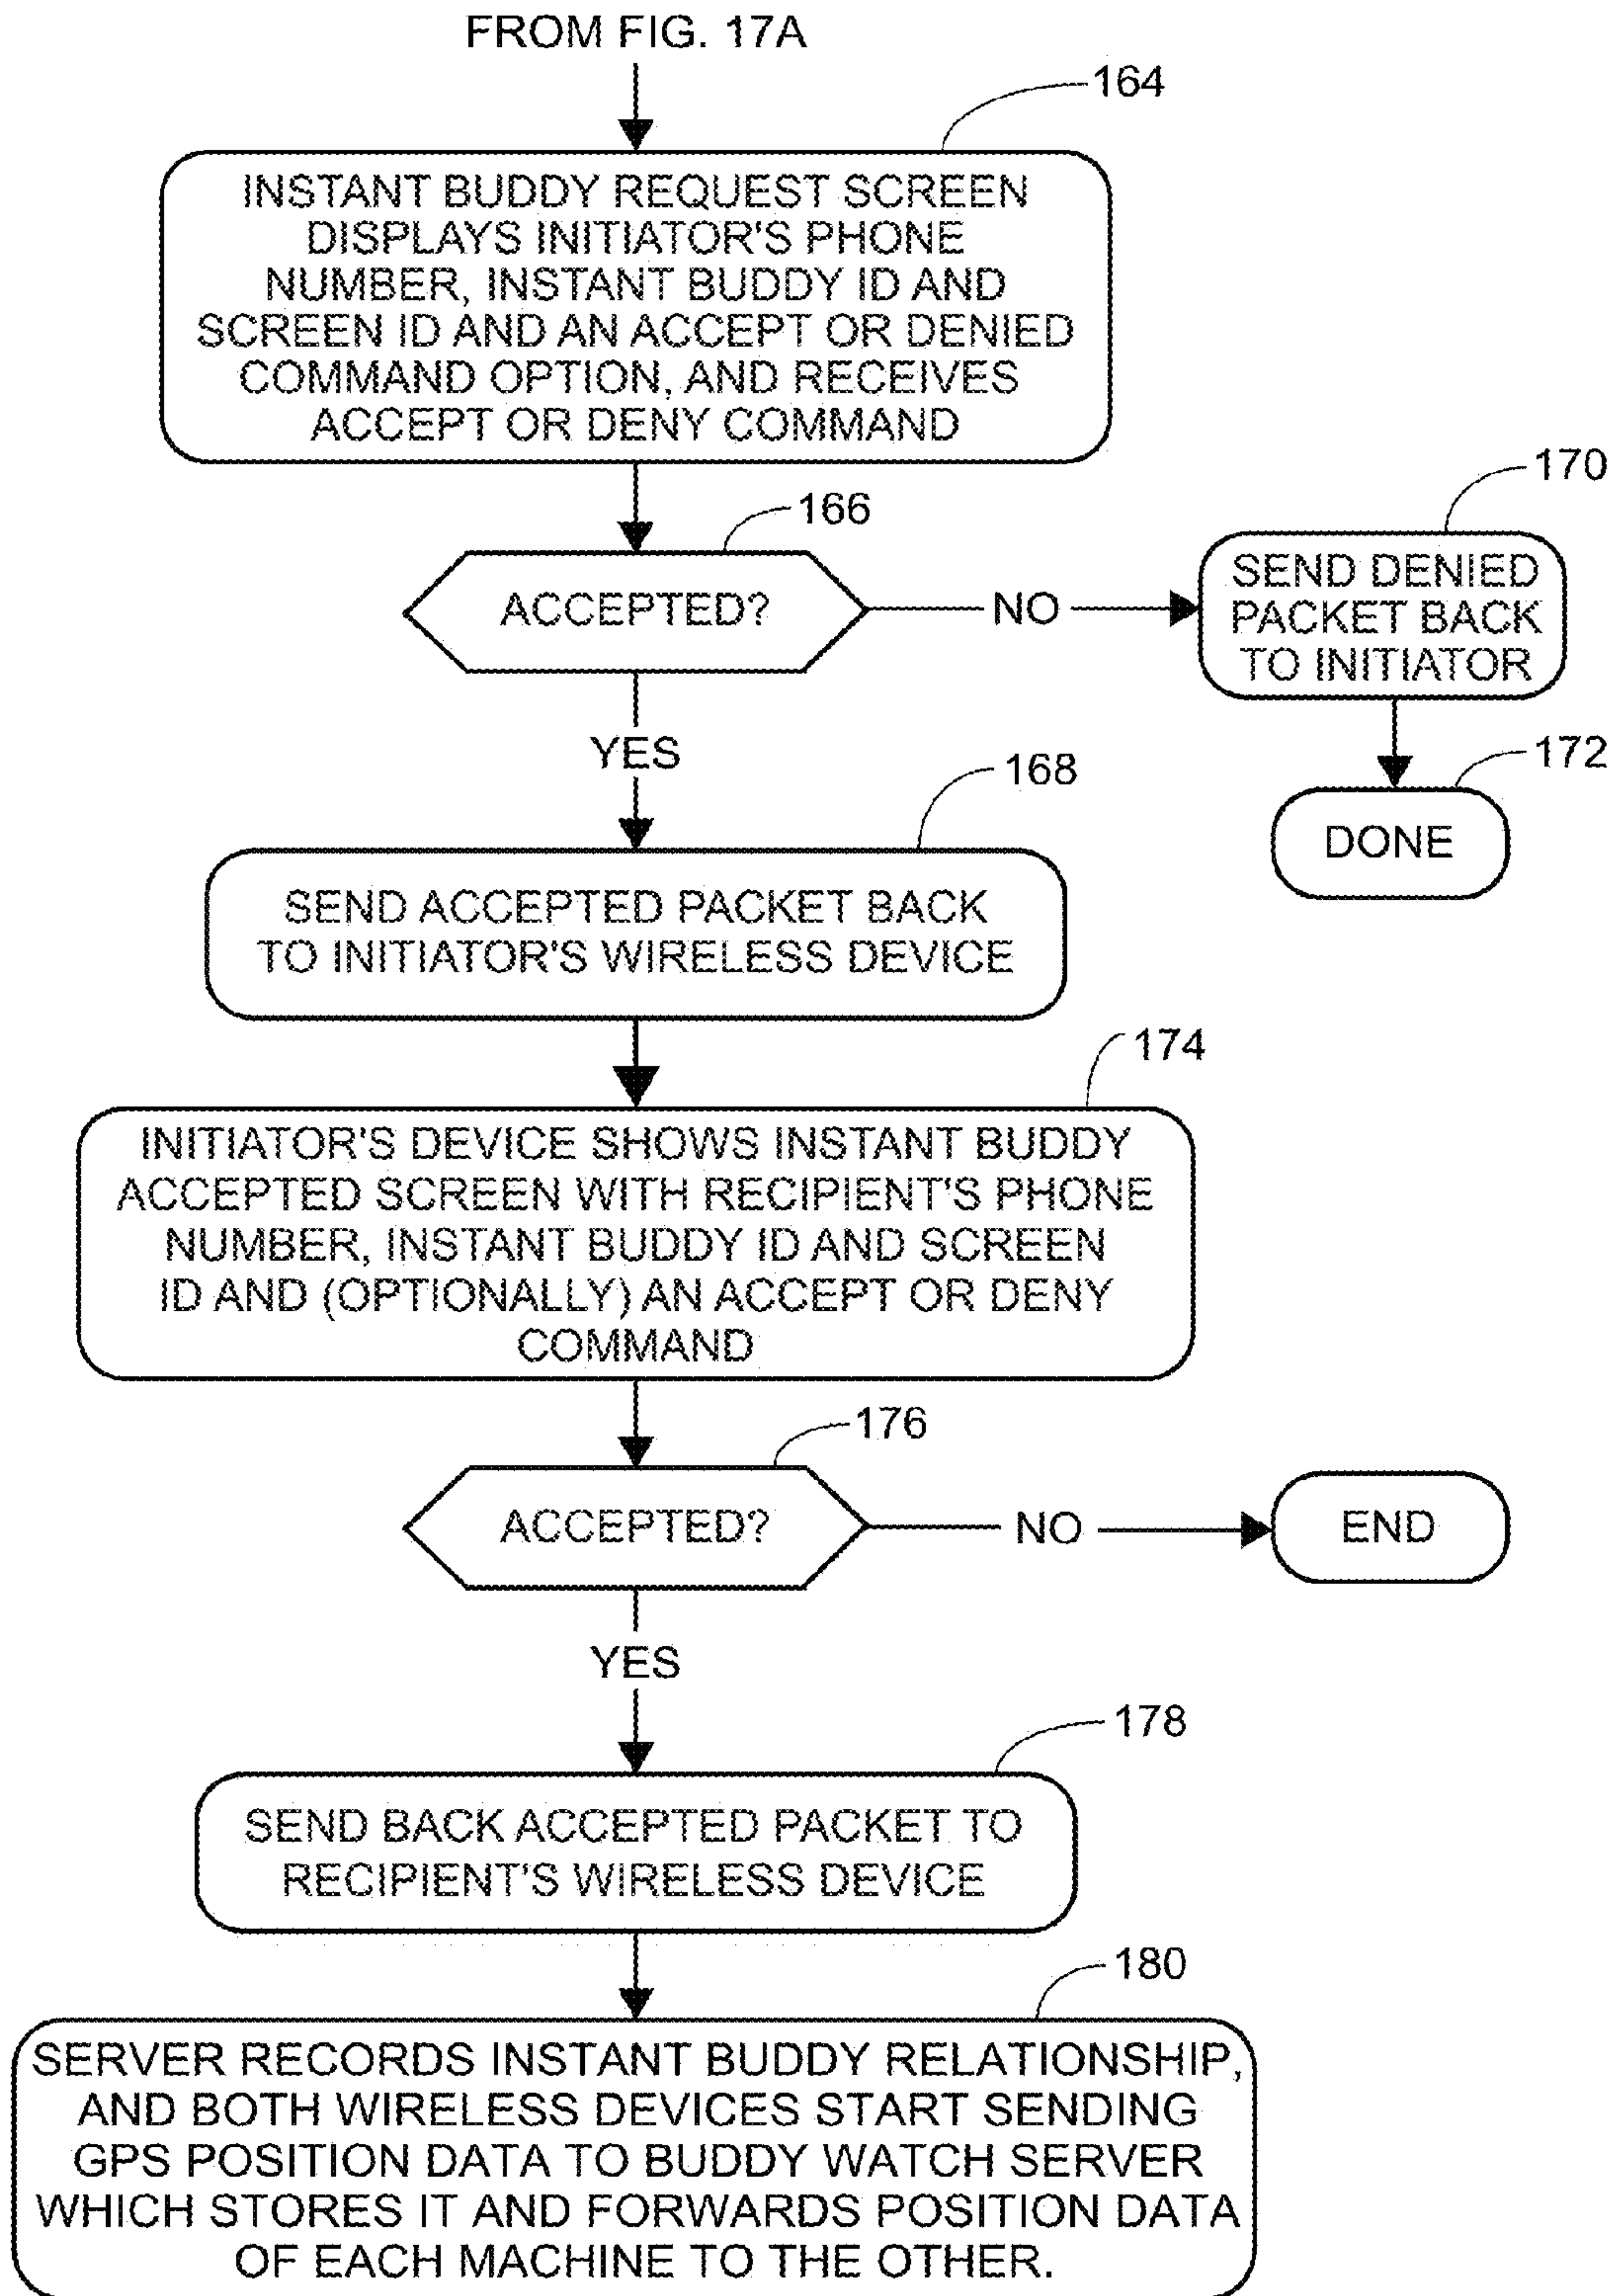 FROM FIG. 17A
164
INSTANT BUDDY REQUEST SCREEN
DISPLAYS INITIATOR'S PHONE
NUMBER, INSTANT BUDDY ID AND
SCREEN ID AND AN ACCEPT OR DENIED
COMMAND OPTION, AND RECEIVES
ACCEPT OR DENY COMMAND
166
ACCEPTED?
NO
170
SEND DENIED
PACKET BACK
TO INITIATOR
172
DONE
YES
168
SEND ACCEPTED PACKET BACK
TO INITIATOR'S WIRELESS DEVICE
174
INITIATOR'S DEVICE SHOWS INSTANT BUDDY
ACCEPTED SCREEN WITH RECIPIENT'S PHONE
NUMBER, INSTANT BUDDY ID AND SCREEN
ID AND (OPTIONALLY) AN ACCEPT OR DENY
COMMAND
176
ACCEPTED?
NO
END
YES
178
SEND BACK ACCEPTED PACKET TO
RECIPIENT'S WIRELESS DEVICE
180
SERVER RECORDS INSTANT BUDDY RELATIONSHIP,
AND BOTH WIRELESS DEVICES START SENDING
GPS POSITION DATA TO BUDDY WATCH SERVER
WHICH STORES IT AND FORWARDS POSITION DATA
OF EACH MACHINE TO THE OTHER.